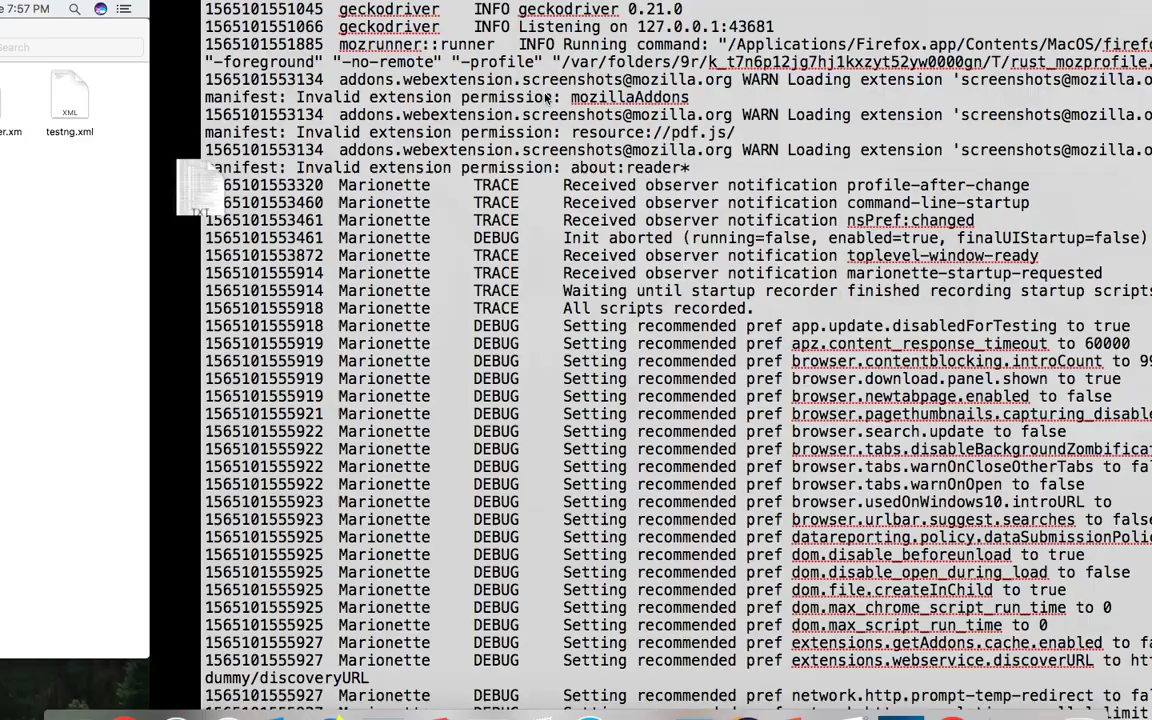 7:57 PM
Search
XML
er.xm
testng.xml
TXT
1565101551045 geckodriver INFO geckodriver 0.21.0
1565101551066 geckodriver INFO Listening on 127.0.0.1:43681
1565101551885 mozrunner::runner INFO Running command: "/Applications/Firefox.app/Contents/MacOS/firef
"-foreground" "-no-remote" "-profile" "/var/folders/9r/k_t7n6p12jg7hj1kxzyt52yw0000gn/T/rust_mozprofile.
1565101553134 addons.webextension.screenshots@mozilla.org WARN Loading extension 'screenshots@mozilla.o
manifest: Invalid extension permission: mozillaAddons
1565101553134 addons.webextension.screenshots@mozilla.org WARN Loading extension 'screenshots@mozilla.o
manifest: Invalid extension permission: resource://pdf.js/
1565101553134 addons.webextension.screenshots@mozilla.org WARN Loading extension 'screenshots@mozilla.o
manifest: Invalid extension permission: about:reader*
1565101553320 Marionette TRACE Received observer notification profile-after-change
1565101553460 Marionette TRACE Received observer notification command-line-startup
1565101553461 Marionette TRACE Received observer notification nsPref:changed
1565101553461 Marionette DEBUG Init aborted (running=false, enabled=true, finalUIStartup=false)
1565101553872 Marionette TRACE Received observer notification toplevel-window-ready
1565101555914 Marionette TRACE Received observer notification marionette-startup-requested
1565101555914 Marionette TRACE Waiting until startup recorder finished recording startup scripts
1565101555918 Marionette TRACE All scripts recorded.
1565101555918 Marionette DEBUG Setting recommended pref app.update.disabledForTesting to true
1565101555919 Marionette DEBUG Setting recommended pref apz.content_response_timeout to 60000
1565101555919 Marionette DEBUG Setting recommended pref browser.contentblocking.introCount to 99
1565101555919 Marionette DEBUG Setting recommended pref browser.download.panel.shown to true
1565101555919 Marionette DEBUG Setting recommended pref browser.newtabpage.enabled to false
1565101555921 Marionette DEBUG Setting recommended pref browser.pagethumbnails.capturing_disable
1565101555922 Marionette DEBUG Setting recommended pref browser.search.update to false
1565101555922 Marionette DEBUG Setting recommended pref browser.tabs.disableBackgroundZombificat
1565101555922 Marionette DEBUG Setting recommended pref browser.tabs.warnOnCloseOtherTabs to fal
1565101555922 Marionette DEBUG Setting recommended pref browser.tabs.warnOnOpen to false
1565101555923 Marionette DEBUG Setting recommended pref browser.usedOnWindows10.introURL to
1565101555923 Marionette DEBUG Setting recommended pref browser.urlbar.suggest.searches to false
1565101555925 Marionette DEBUG Setting recommended pref datareporting.policy.dataSubmissionPolic
1565101555925 Marionette DEBUG Setting recommended pref dom.disable_beforeunload to true
1565101555925 Marionette DEBUG Setting recommended pref dom.disable_open_during_load to false
1565101555925 Marionette DEBUG Setting recommended pref dom.file.createInChild to true
1565101555925 Marionette DEBUG Setting recommended pref dom.max_chrome_script_run_time to 0
1565101555925 Marionette DEBUG Setting recommended pref dom.max_script_run_time to 0
1565101555927 Marionette DEBUG Setting recommended pref extensions.getAddons.cache.enabled to fa
1565101555927 Marionette DEBUG Setting recommended pref extensions.webservice.discoverURL to htt
dummy/discoveryURL
1565101555927 Marionette DEBUG Setting recommended pref network.http.prompt-temp-redirect to fal
limit